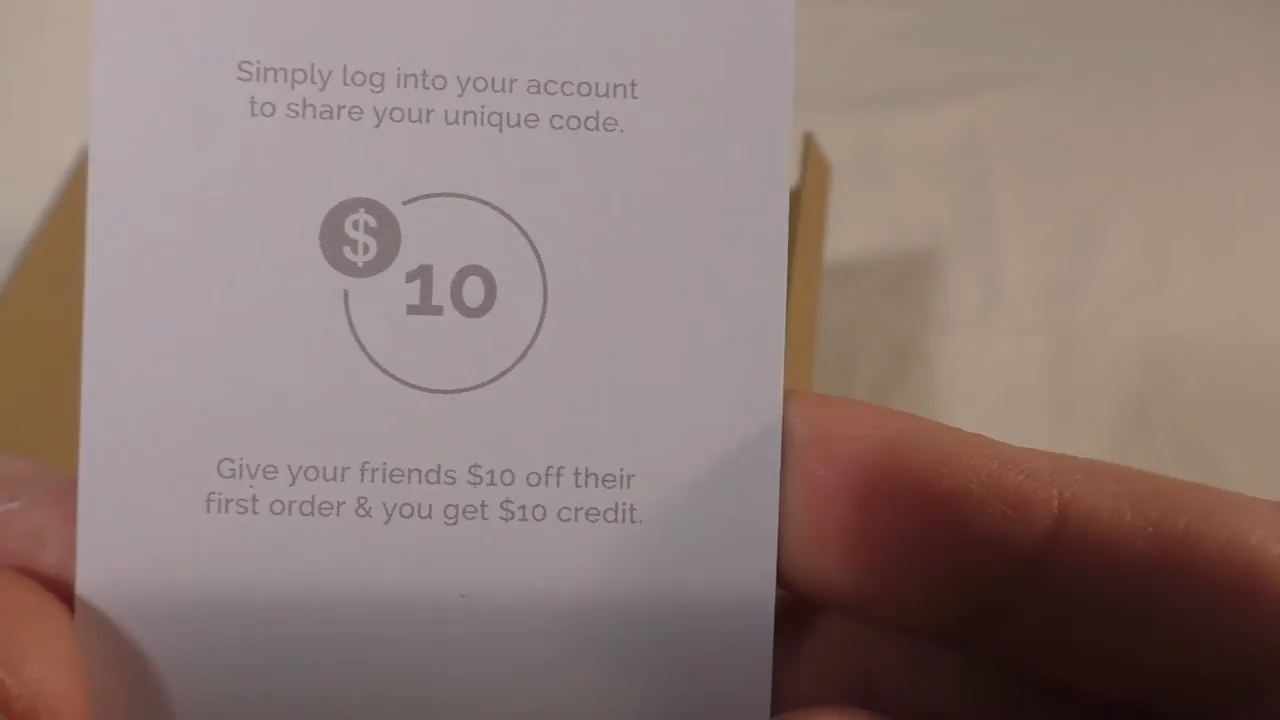 Simply log into your account
to share your unique code.
$
10
Give your friends $10 off their
first order & you get $10 credit.